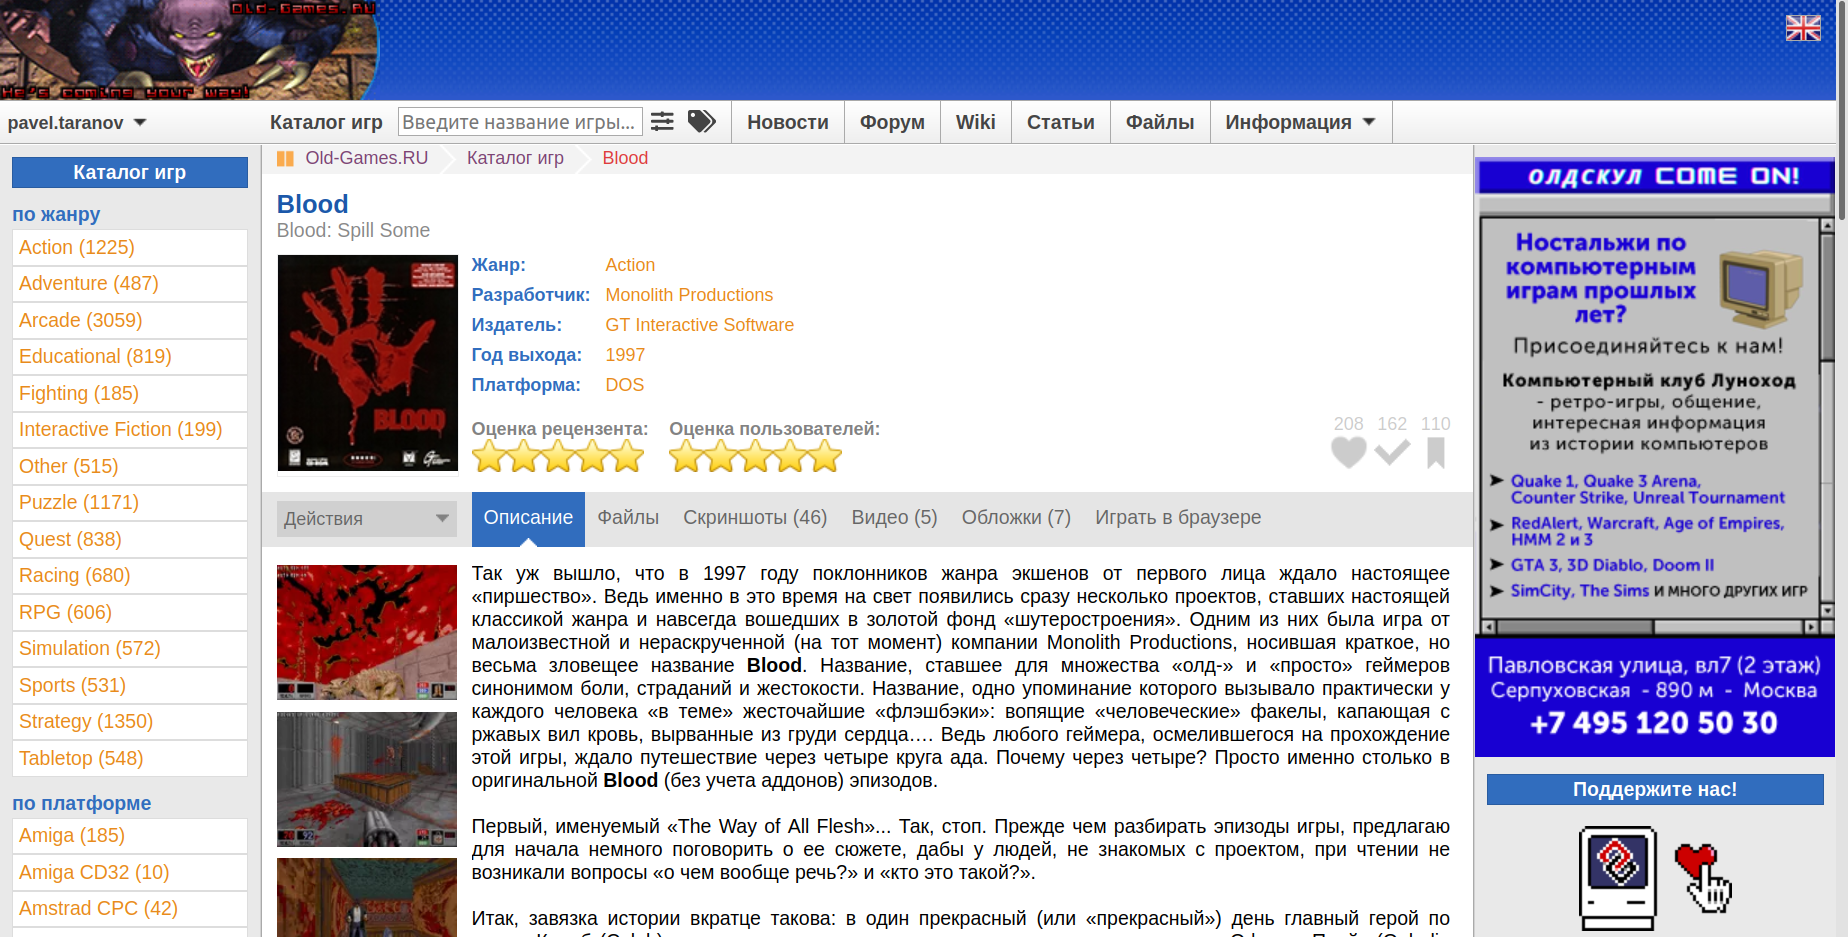 Old-Games.RU
He's coming your way!
pavel.taranov
Каталог игр
Введите название игры...
Новости
Форум
Wiki
Статьи
Файлы
Информация
Каталог игр
по жанру
Action (1225)
Adventure (487)
Arcade (3059)
Educational (819)
Fighting (185)
Interactive Fiction (199)
Other (515)
Puzzle (1171)
Quest (838)
Racing (680)
RPG (606)
Simulation (572)
Sports (531)
Strategy (1350)
Tabletop (548)
по платформе
Amiga (185)
Amiga CD32 (10)
Amstrad CPC (42)
Old-Games.RU
Каталог игр
Blood
Blood
Blood: Spill Some
BLOOD
Жанр: Action
Разработчик: Monolith Productions
Издатель: GT Interactive Software
Год выхода: 1997
Платформа: DOS
Оценка рецензента:
Оценка пользователей:
208 162 110
Действия
Описание
Файлы
Скриншоты (46)
Видео (5)
Обложки (7)
Играть в браузере
Так уж вышло, что в 1997 году поклонников жанра экшенов от первого лица ждало настоящее
«пиршество». Ведь именно в это время на свет появились сразу несколько проектов, ставших настоящей
классикой жанра и навсегда вошедших в золотой фонд «шутеростроения». Одним из них была игра от
малоизвестной и нераскрученной (на тот момент) компании Monolith Productions, носившая краткое, но
весьма зловещее название Blood. Название, ставшее для множества «олд-» и «просто» геймеров
синонимом боли, страданий и жестокости. Название, одно упоминание которого вызывало практически у
каждого человека «в теме» жесточайшие «флэшбэки»: вопящие «человеческие» факелы, капающая с
ржавых вил кровь, вырванные из груди сердца…. Ведь любого геймера, осмелившегося на прохождение
этой игры, ждало путешествие через четыре круга ада. Почему через четыре? Просто именно столько в
оригинальной Blood (без учета аддонов) эпизодов.
Первый, именуемый «The Way of All Flesh»... Так, стоп. Прежде чем разбирать эпизоды игры, предлагаю
для начала немного поговорить о ее сюжете, дабы у людей, не знакомых с проектом, при чтении не
возникали вопросы «о чем вообще речь?» и «кто это такой?».
Итак, завязка истории вкратце такова: в один прекрасный (или «прекрасный») день главный герой по
ОЛДСКУЛ COME ON!
Ностальжи по
компьютерным
играм прошлых
лет?
Присоединяйтесь к нам!
Компьютерный клуб Луноход
- ретро-игры, общение,
интересная информация
из истории компьютеров
Quake 1, Quake 3 Arena,
Counter Strike, Unreal Tournament
RedAlert, Warcraft, Age of Empires,
HMM 2 и 3
GTA 3, 3D Diablo, Doom II
SimCity, The Sims И МНОГО ДРУГИХ ИГР
Павловская улица, вл7 (2 этаж)
Серпуховская - 890 м - Москва
+7 495 120 50 30
Поддержите нас!